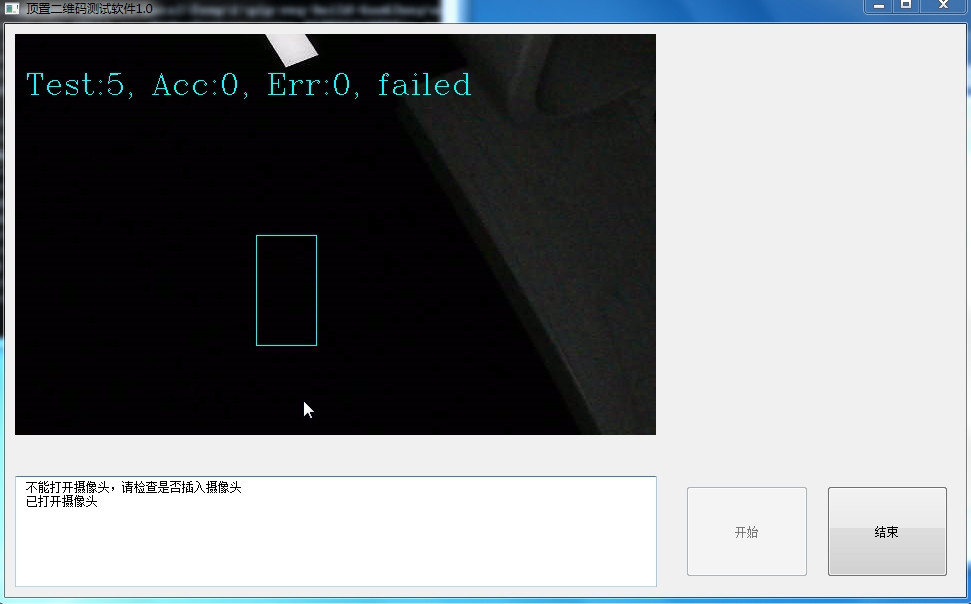 顶置二维码测试软件1.0
Test:5, Acc:0, Err:0, failed
不能打开摄像头，请检查是否插入摄像头
已打开摄像头
开始
结束